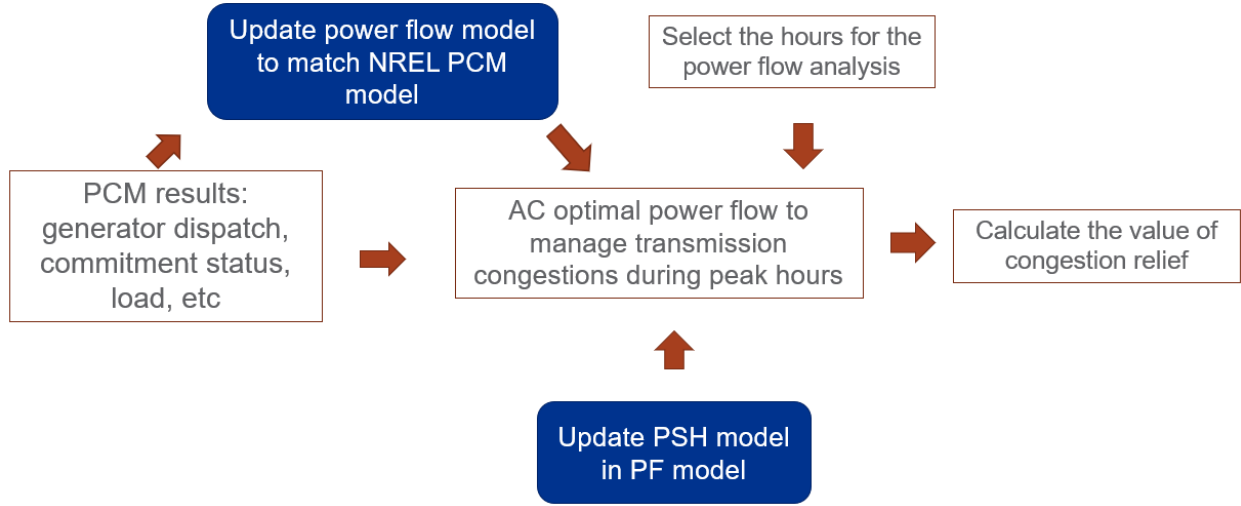 Update power flow model
to match NREL PCM
model
Select the hours for the
power flow analysis
PCM results:
generator dispatch,
commitment status,
load, etc
AC optimal power flow to
manage transmission
congestions during peak hours
Calculate the value of
congestion relief
Update PSH model
in PF model